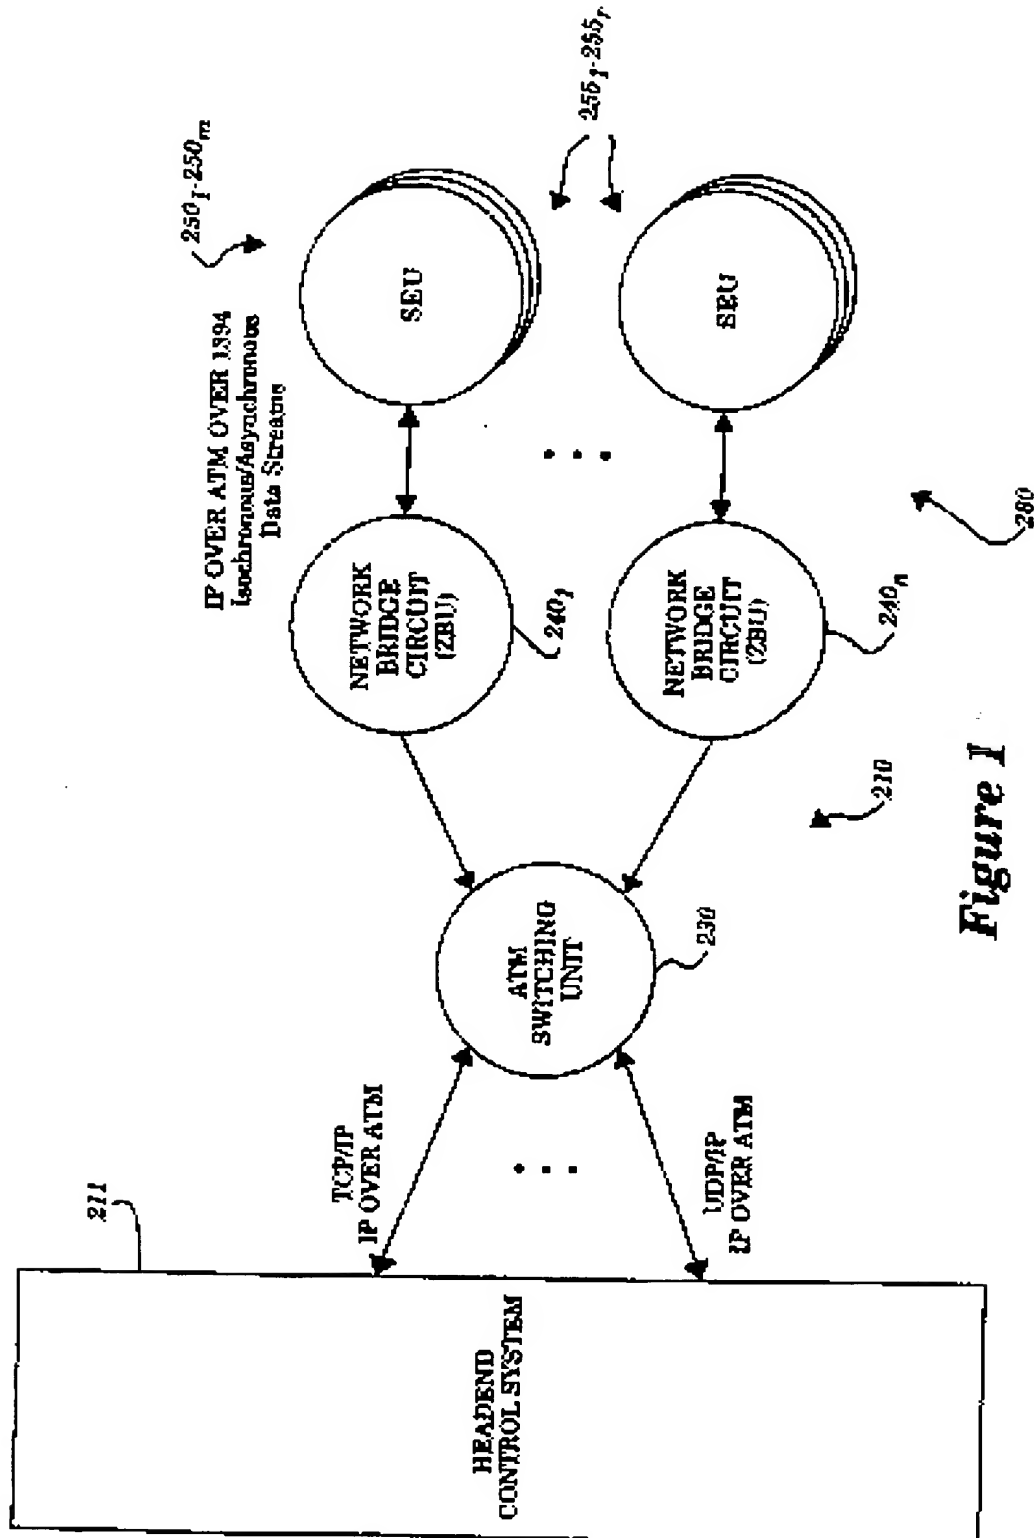 HEADEND
CONTROL SYSTEM
211
TCP/IP
IP OVER ATM
UDP/IP
IP OVER ATM
ATM
SWITCHING
UNIT
230
210
NETWORK
BRIDGE
CIRCUIT
(ZBU)
240₁
NETWORK
BRIDGE
CIRCUIT
(ZBU)
240ₙ
IP OVER ATM OVER 1394
Isochronous/Asynchronous
Data Streams
250₁-250ₘ
SEU
SEU
255₁-255ᵣ
280
Figure 1